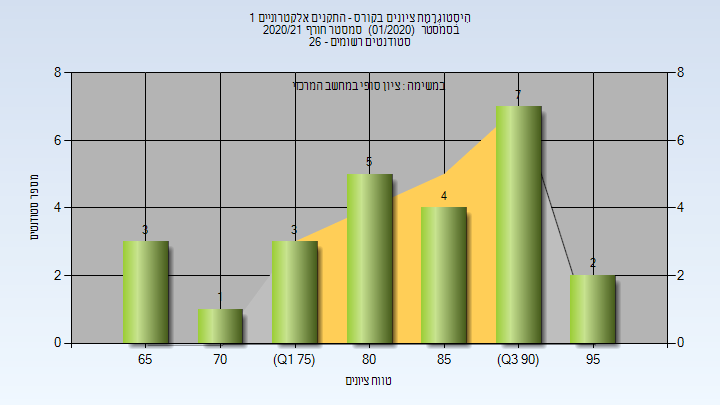 היסטוגרמת ציונים בקורס - התקנים אלקטרוניים 1
בסמסטר (01/2020) סמסטר חורף 2020/21
סטודנטים רשומים - 26
במשימה : ציון סופי במחשב המרכזי
8 8
7
6 6
5
4 4
4
3 3
2 2
2
0 0
65 70 (Q1 75) 80 85 (Q3 90) 95
מספר סטודנטים
טווח ציונים